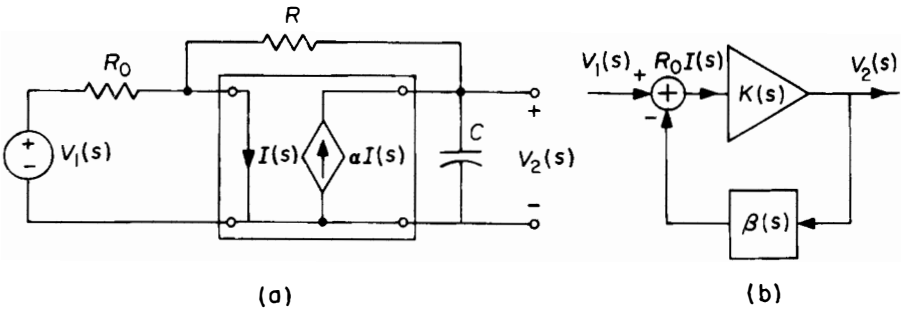 R
R₀
V₁(s)
+
-
I(s)
αI(s)
C
+
V₂(s)
-
(a)
V₁(s)
+
R₀I(s)
-
+
K(s)
V₂(s)
β(s)
(b)